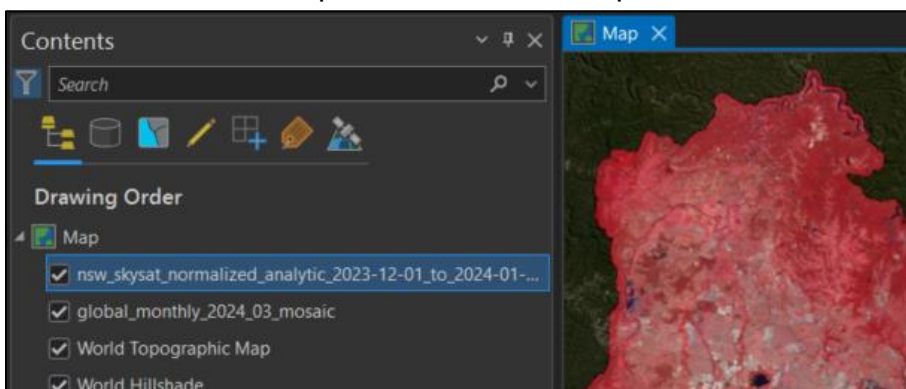 Contents
Map
Search
Drawing Order
Map
nsw_skysat_normalized_analytic_2023-12-01_to_2024-01-...
global_monthly_2024_03_mosaic
World Topographic Map
World Hillshade